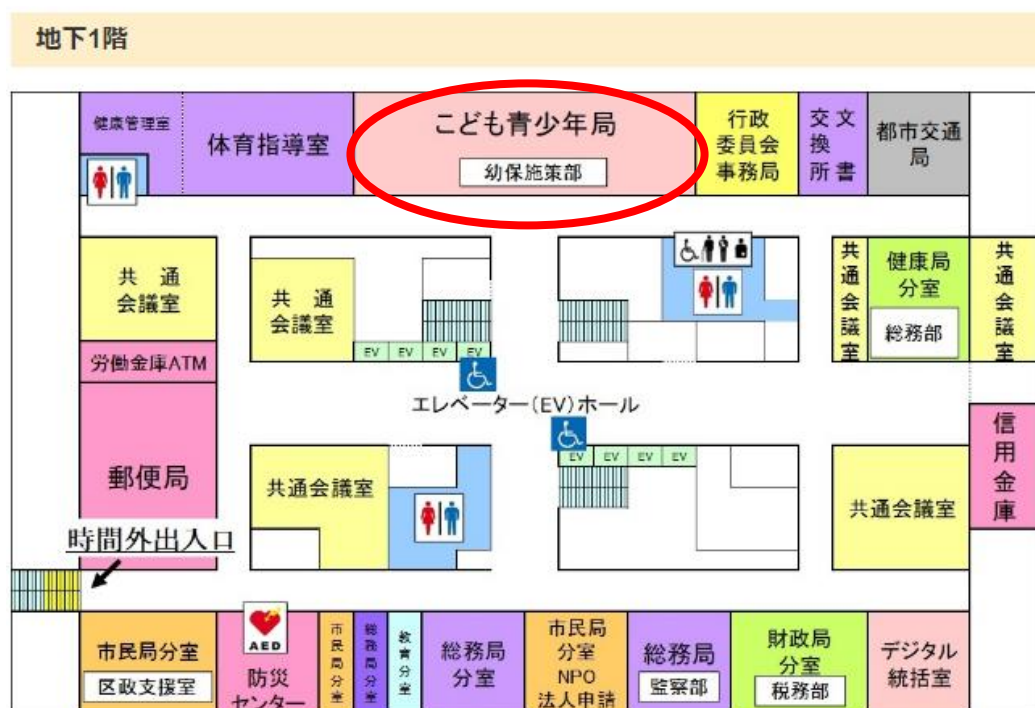 地下1階
健康管理室
体育指導室
こども青少年局
幼保施策部
行政
委員会
事務局
交換所
文書
都市交通
局
共 通
会議室
共 通
会議室
共通会議室
健康局
分室
総務部
共通会議室
労働金庫ATM
EV
EV
EV
EV
エレベーター(EV)ホール
郵便局
共通会議室
EV
EV
EV
EV
共通会議室
信用金庫
時間外出入口
市民局分室
区政支援室
AED
防災
センター
市民局分室
総務局分室
教育分室
総務局
分室
市民局
分室
NPO
法人申請
総務局
監察部
財政局
分室
税務部
デジタル
統括室